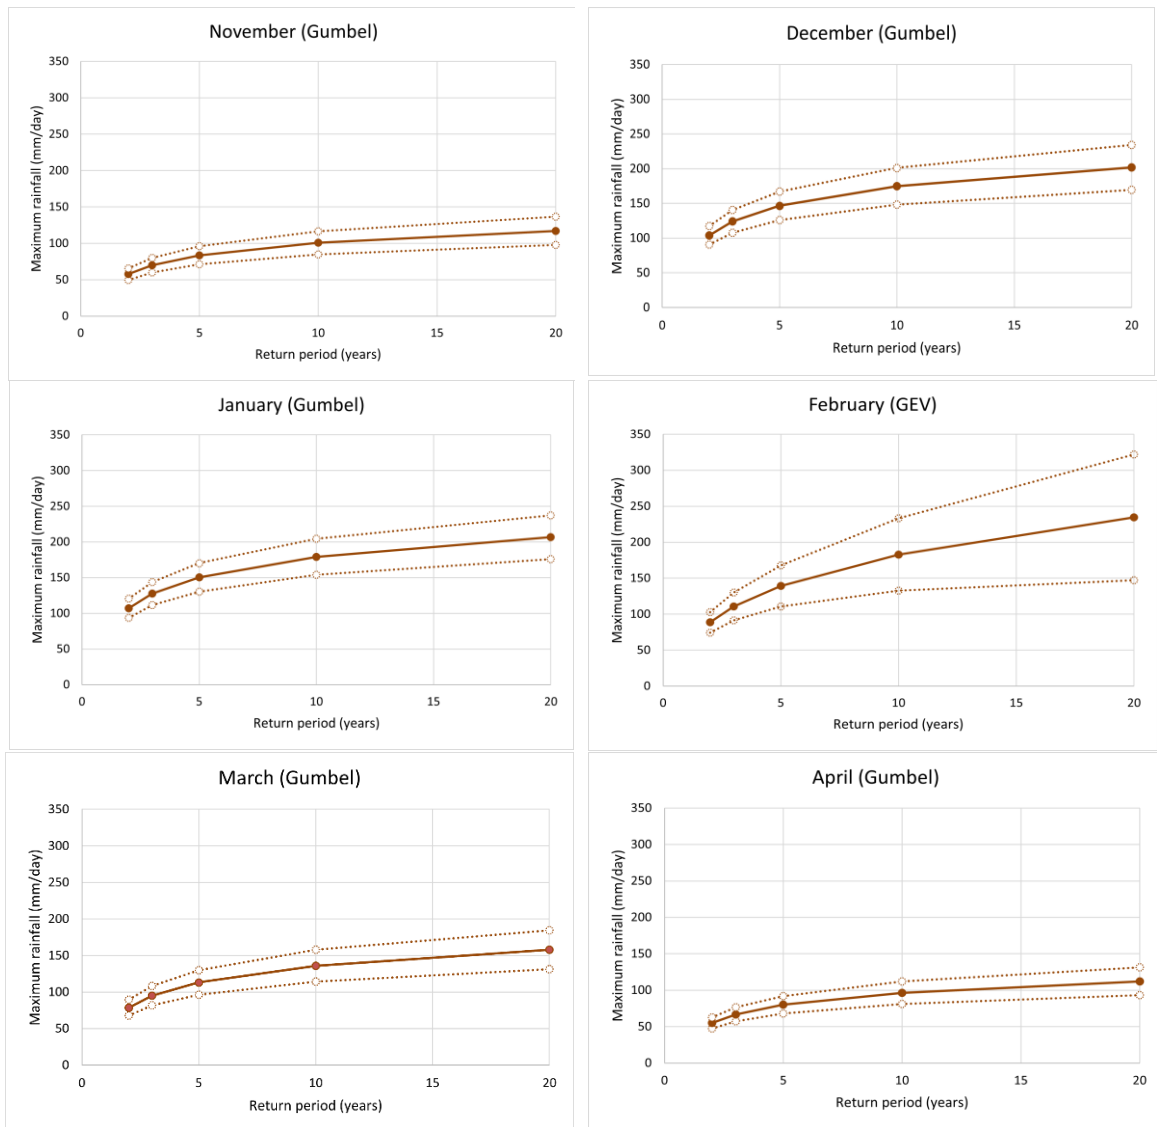 November (Gumbel)
Maximum rainfall (mm/day)
350
300
250
200
150
100
50
0
0 5 10 15 20
Return period (years)
December (Gumbel)
Maximum rainfall (mm/day)
350
300
250
200
150
100
50
0
0 5 10 15 20
Return period (years)
January (Gumbel)
Maximum rainfall (mm/day)
350
300
250
200
150
100
50
0
0 5 10 15 20
Return period (years)
February (GEV)
Maximum rainfall (mm/day)
350
300
250
200
150
100
50
0
0 5 10 15 20
Return period (years)
March (Gumbel)
Maximum rainfall (mm/day)
350
300
250
200
150
100
50
0
0 5 10 15 20
Return period (years)
April (Gumbel)
Maximum rainfall (mm/day)
350
300
250
200
150
100
50
0
0 5 10 15 20
Return period (years)